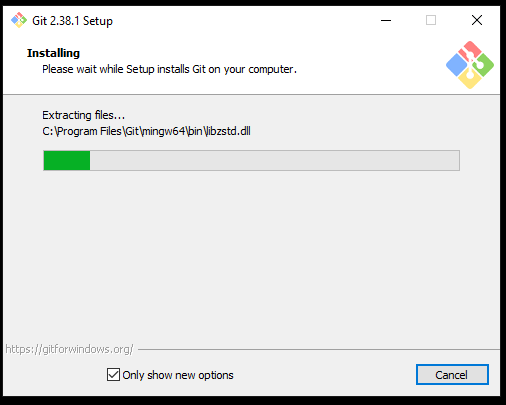 Git 2.38.1 Setup
Installing
Please wait while Setup installs Git on your computer.
Extracting files...
C:\Program Files\Git\mingw64\bin\libzstd.dll
https://gitforwindows.org/
Only show new options
Cancel